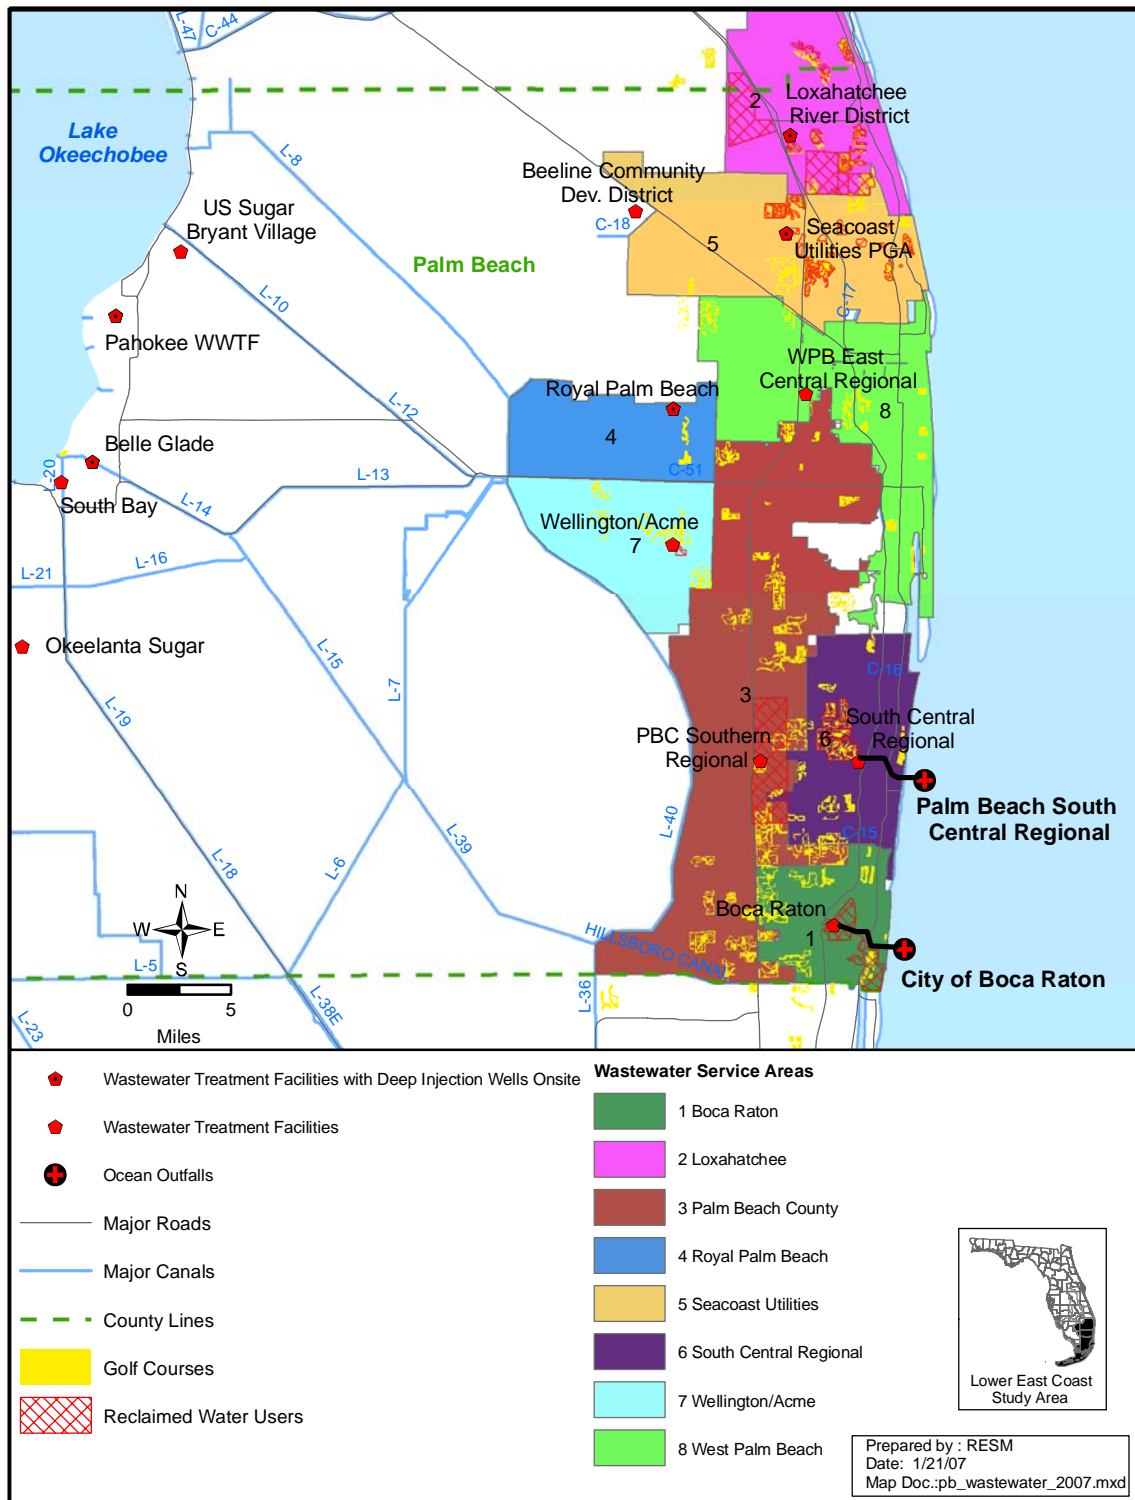 L-47
C-44
Lake
Okeechobee
L-8
2
Loxahatchee
River District
Beeline Community
Dev. District
C-18
US Sugar
Bryant Village
Palm Beach
5
Seacoast
Utilities PGA
L-10
C-17
Pahokee WWTF
WPB East
Central Regional
8
Royal Palm Beach
L-12
4
Belle Glade
C-51
L-20
L-13
South Bay
L-14
Wellington/Acme
7
L-16
L-21
Okeelanta Sugar
L-15
C-16
L-7
L-19
3
South Central
Regional
6
PBC Southern
Regional
Palm Beach South
Central Regional
L-40
C-15
L-39
L-6
L-18
Boca Raton
1
N
W
E
S
HILLSBORO CANAL
City of Boca Raton
L-5
L-36
L-38E
0
5
Miles
L-23
Wastewater Treatment Facilities with Deep Injection Wells Onsite
Wastewater Treatment Facilities
Ocean Outfalls
Major Roads
Major Canals
County Lines
Golf Courses
Reclaimed Water Users
Wastewater Service Areas
1 Boca Raton
2 Loxahatchee
3 Palm Beach County
4 Royal Palm Beach
5 Seacoast Utilities
6 South Central Regional
7 Wellington/Acme
8 West Palm Beach
Lower East Coast
Study Area
Prepared by : RESM
Date: 1/21/07
Map Doc.:pb_wastewater_2007.mxd